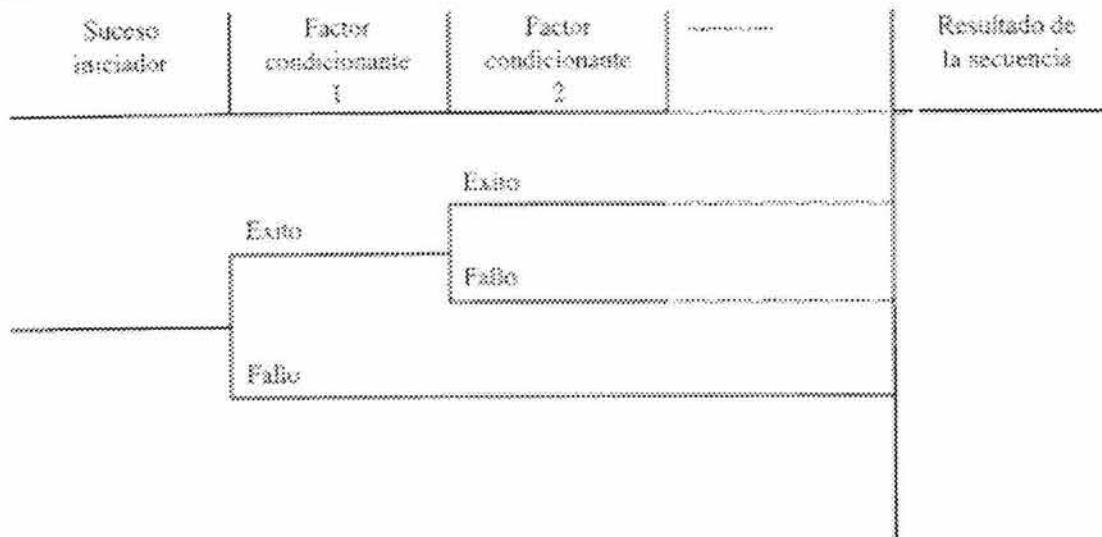 Suceso
iniciador
Factor
condicionante
1
Factor
condicionante
2
Resultado de
la secuencia
Exito
Exito
Fallo
Fallo